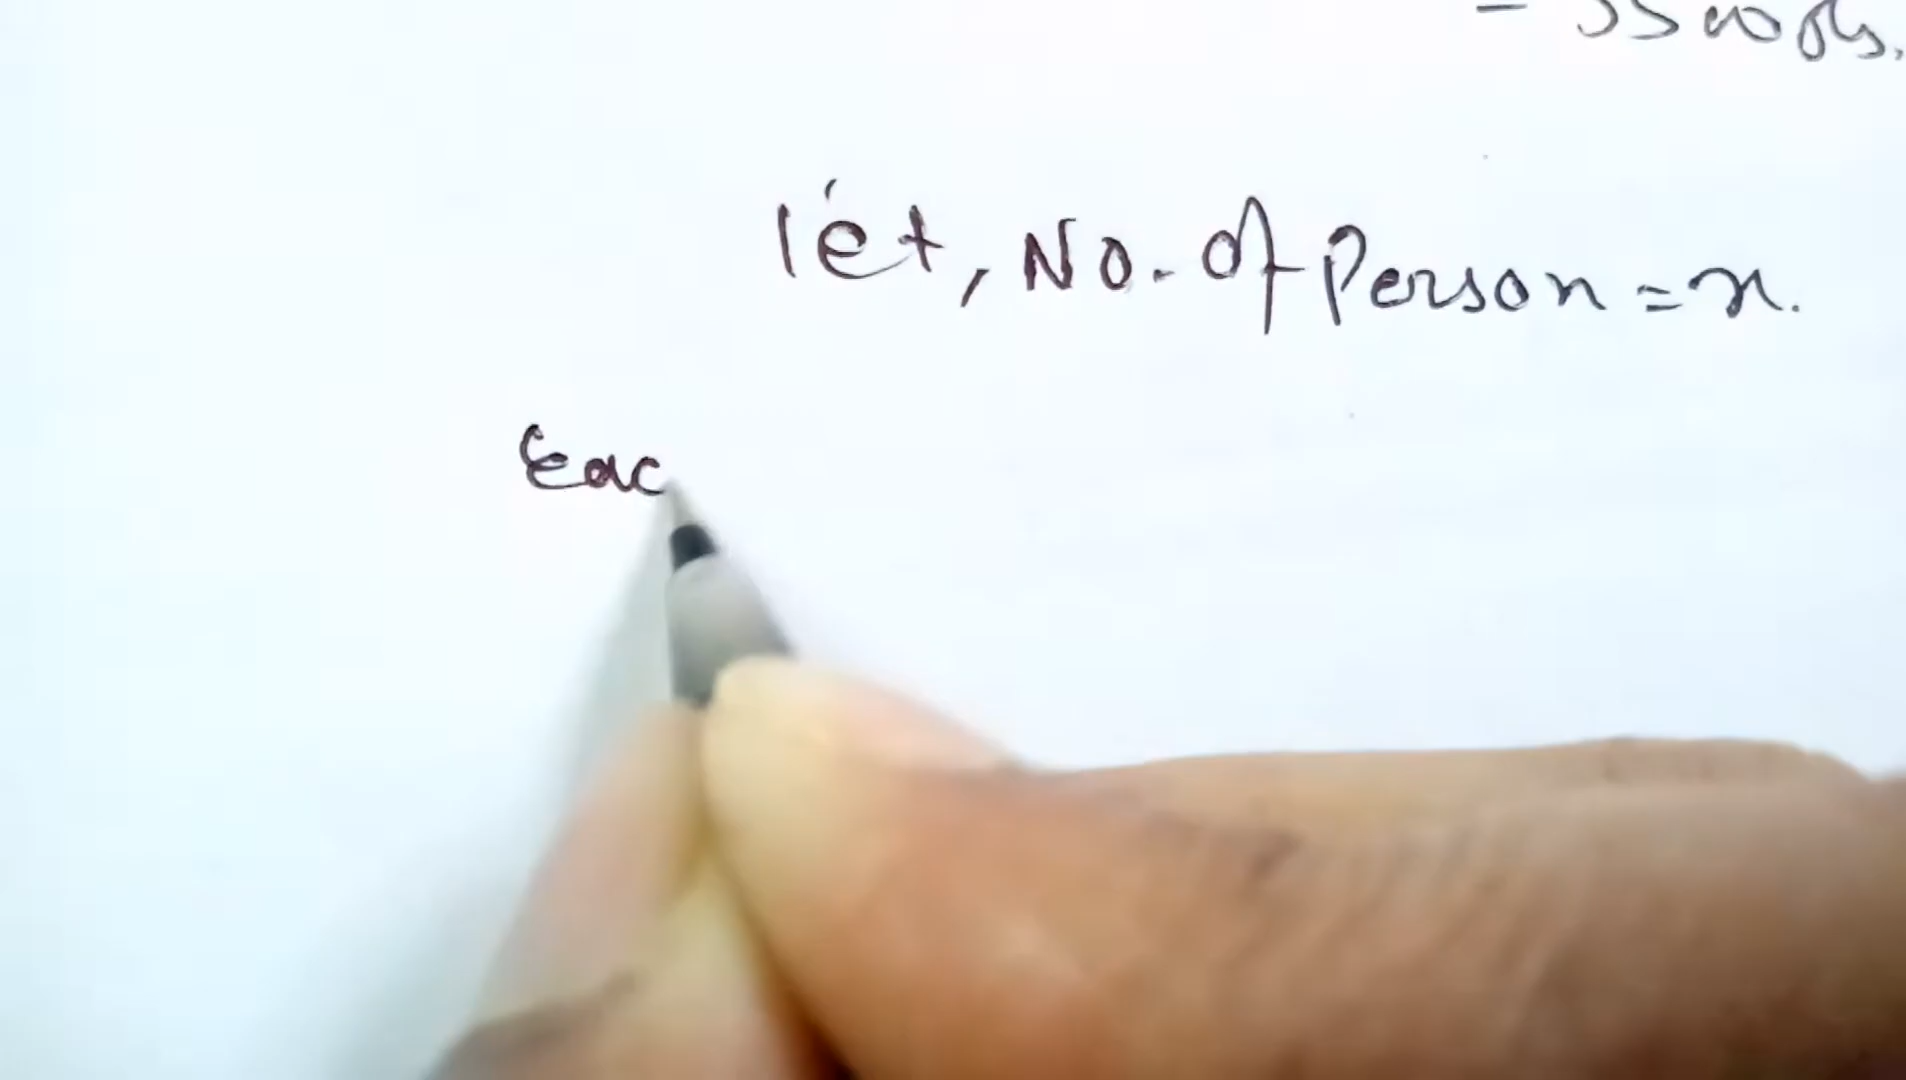 let, No. of Person = x.
Eac